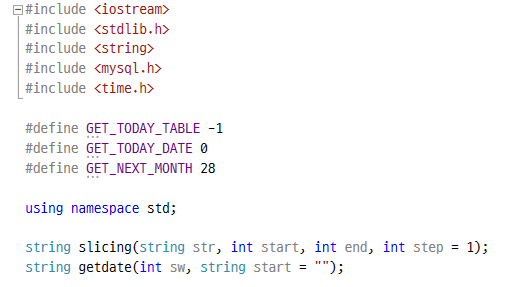 #include <iostream>
#include <stdlib.h>
#include <string>
#include <mysql.h>
#include <time.h>
#define GET_TODAY_TABLE -1
#define GET_TODAY_DATE 0
#define GET_NEXT_MONTH 28
using namespace std;
string slicing(string str, int start, int end, int step = 1);
string getdate(int sw, string start = "");